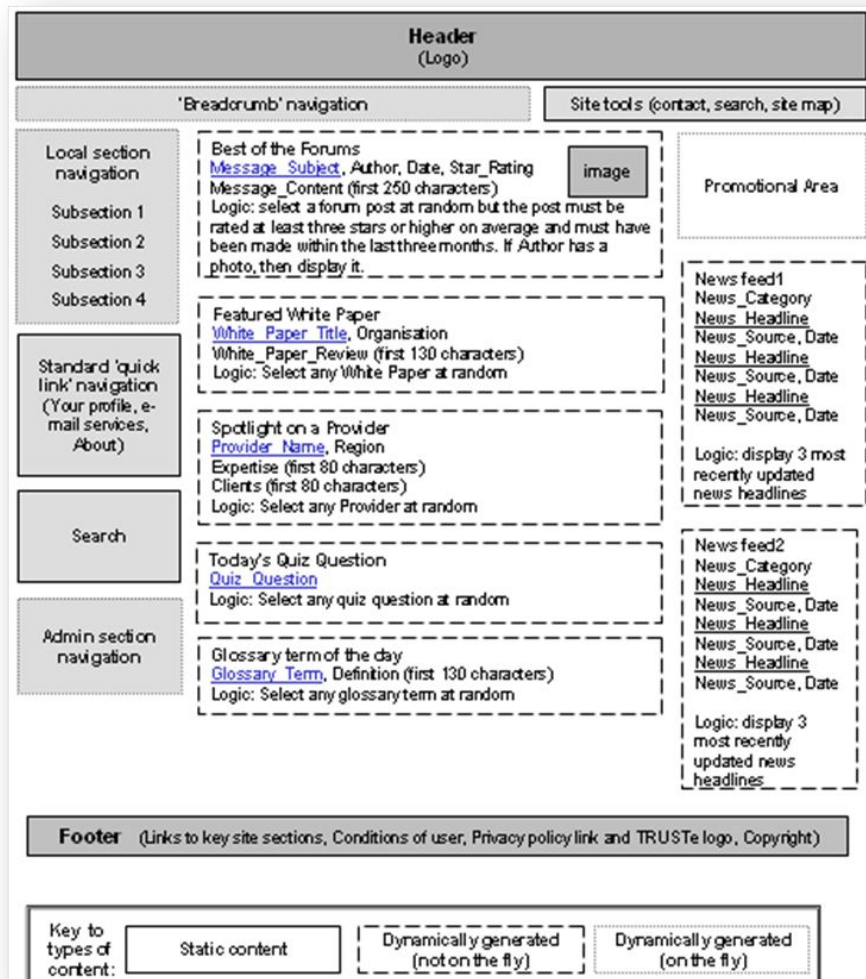 Header
(Logo)
'Breadcrumb' navigation
Site tools (contact, search, site map)
Local section
navigation
Subsection 1
Subsection 2
Subsection 3
Subsection 4
Standard 'quick
link' navigation
(Your profile, e-
mail services,
About)
Search
Admin section
navigation
Best of the Forums
Message_Subject, Author, Date, Star_Rating
Message_Content (first 250 characters)
Logic: select a forum post at random but the post must be
rated at least three stars or higher on average and must have
been made within the last three months. If Author has a
photo, then display it.
image
Featured White Paper
White_Paper_Title, Organisation
White_Paper_Review (first 130 characters)
Logic: Select any White Paper at random
Spotlight on a Provider
Provider_Name, Region
Expertise (first 80 characters)
Clients (first 80 characters)
Logic: Select any Provider at random
Today's Quiz Question
Quiz_Question
Logic: Select any quiz question at random
Glossary term of the day
Glossary_Term, Definition (first 130 characters)
Logic: Select any glossary term at random
Promotional Area
News feed1
News_Category
News_Headline
News_Source, Date
News_Headline
News_Source, Date
News_Headline
News_Source, Date
Logic: display 3 most
recently updated
news headlines
News feed2
News_Category
News_Headline
News_Source, Date
News_Headline
News_Source, Date
News_Headline
News_Source, Date
Logic: display 3
most recently
updated news
headlines
Footer (Links to key site sections, Conditions of user, Privacy policy link and TRUSTe logo, Copyright)
Key to
types of
content:
Static content
Dynamically generated
(not on the fly)
Dynamically generated
(on the fly)